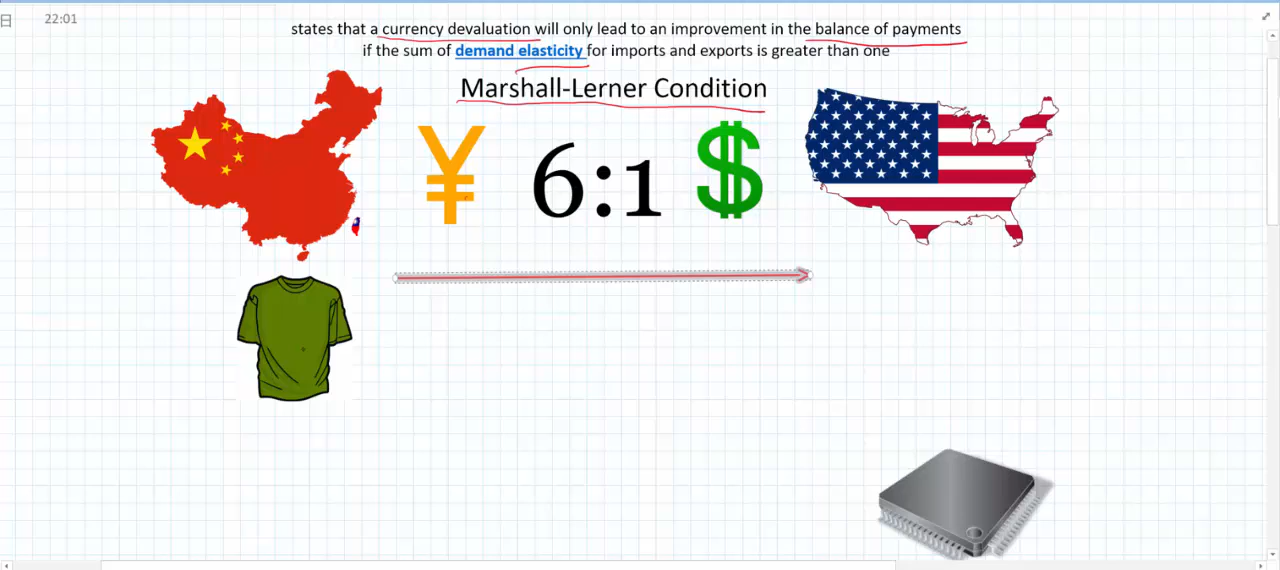 日
22:01
states that a currency devaluation will only lead to an improvement in the balance of payments
if the sum of demand elasticity for imports and exports is greater than one
Marshall-Lerner Condition
¥ 6:1 $